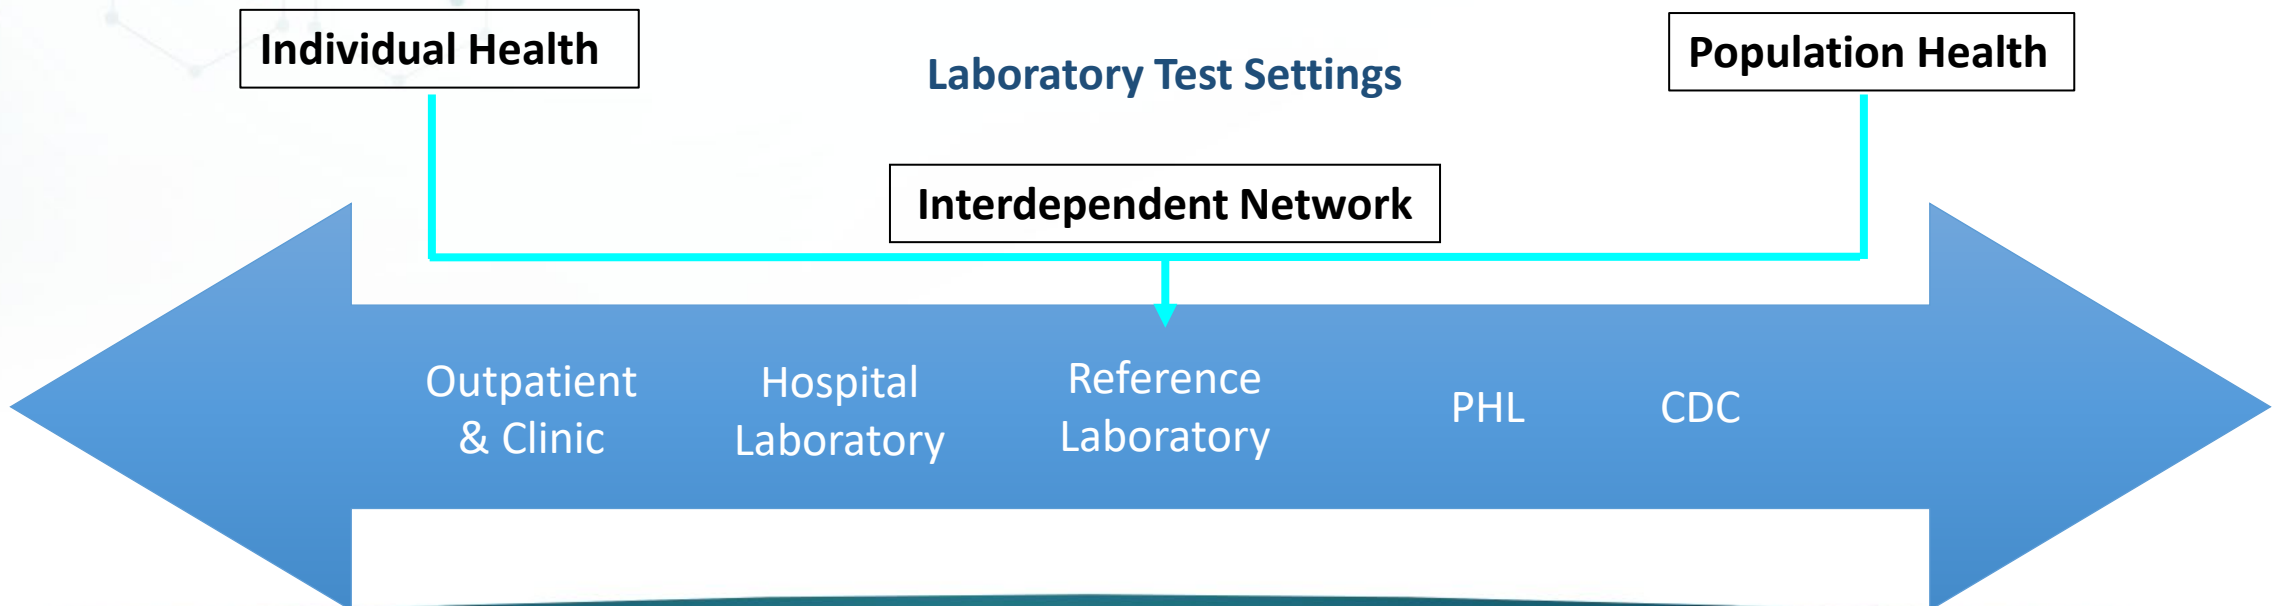 Individual Health
Laboratory Test Settings
Population Health
Interdependent Network
Outpatient
& Clinic
Hospital
Laboratory
Reference
Laboratory
PHL
CDC